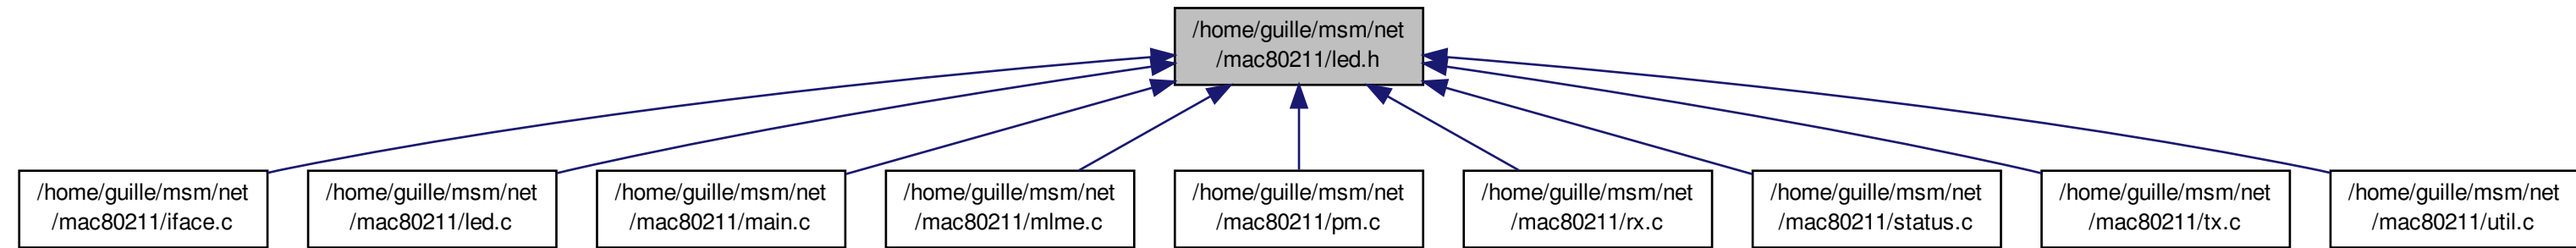 /home/guille/msm/net
/mac80211/led.h
/home/guille/msm/net
/mac80211/iface.c
/home/guille/msm/net
/mac80211/led.c
/home/guille/msm/net
/mac80211/main.c
/home/guille/msm/net
/mac80211/mlme.c
/home/guille/msm/net
/mac80211/pm.c
/home/guille/msm/net
/mac80211/rx.c
/home/guille/msm/net
/mac80211/status.c
/home/guille/msm/net
/mac80211/tx.c
/home/guille/msm/net
/mac80211/util.c